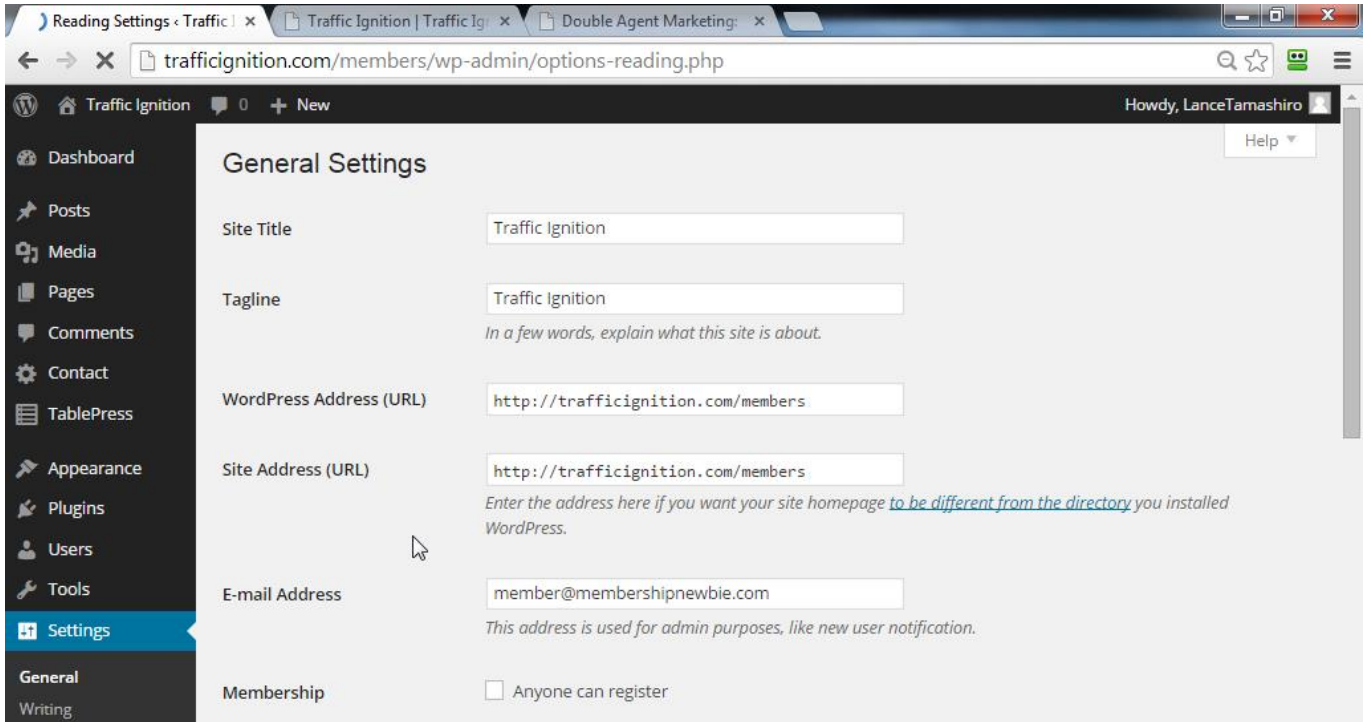 Reading Settings ‹ Traffic I
Traffic Ignition | Traffic Ig
Double Agent Marketing:
trafficignition.com/members/wp-admin/options-reading.php
Traffic Ignition 0 + New
Howdy, LanceTamashiro
Help
Dashboard
Posts
Media
Pages
Comments
Contact
TablePress
Appearance
Plugins
Users
Tools
Settings
General
Writing
General Settings
Site Title
Traffic Ignition
Tagline
Traffic Ignition
In a few words, explain what this site is about.
WordPress Address (URL)
http://trafficignition.com/members
Site Address (URL)
http://trafficignition.com/members
Enter the address here if you want your site homepage to be different from the directory you installed
WordPress.
E-mail Address
member@membershipnewbie.com
This address is used for admin purposes, like new user notification.
Membership
Anyone can register